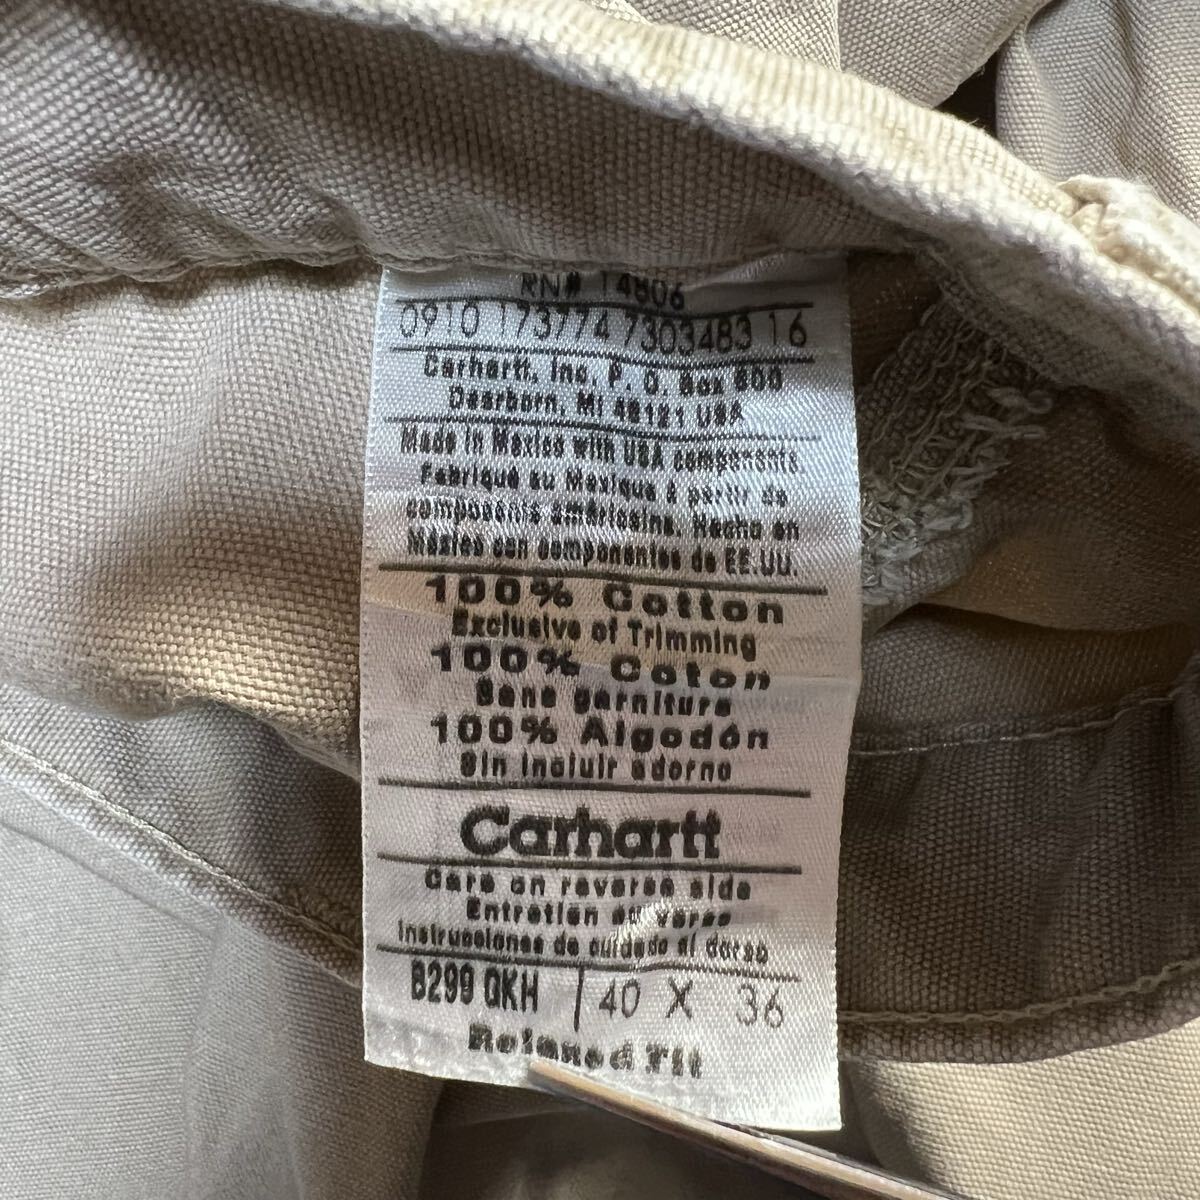 RN# 14806
0910 173774 7303483 16
Carhartt, Inc. P. O. Box 600
Dearborn, MI 48121 USA
Made in Mexico with USA components.
Fabriqué au Mexique à partir de
composants américains. Hecho en
México con componentes de EE.UU.
100% Cotton
Exclusive of Trimming
100% Coton
Sans garniture
100% Algodón
Sin incluir adorno
Carhartt
Care on reverse side
Entretien au verso
Instrucciones de cuidado al dorso
B299 GKH 40 X 36
Relaxed Fit